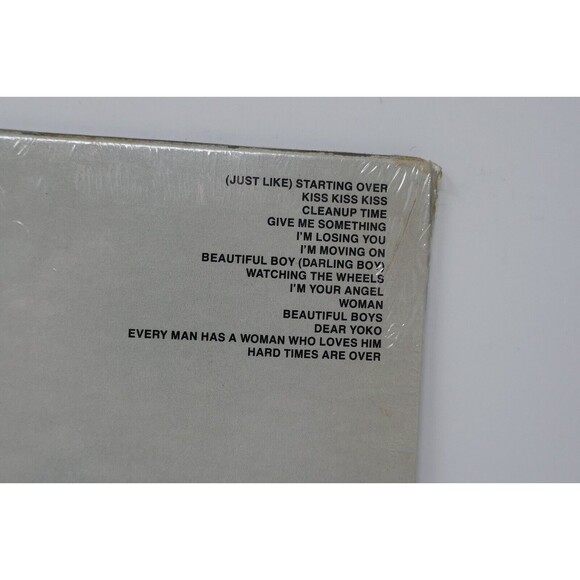 (JUST LIKE) STARTING OVER
KISS KISS KISS
CLEANUP TIME
GIVE ME SOMETHING
I'M LOSING YOU
I'M MOVING ON
BEAUTIFUL BOY (DARLING BOY)
WATCHING THE WHEELS
I'M YOUR ANGEL
WOMAN
BEAUTIFUL BOYS
DEAR YOKO
EVERY MAN HAS A WOMAN WHO LOVES HIM
HARD TIMES ARE OVER